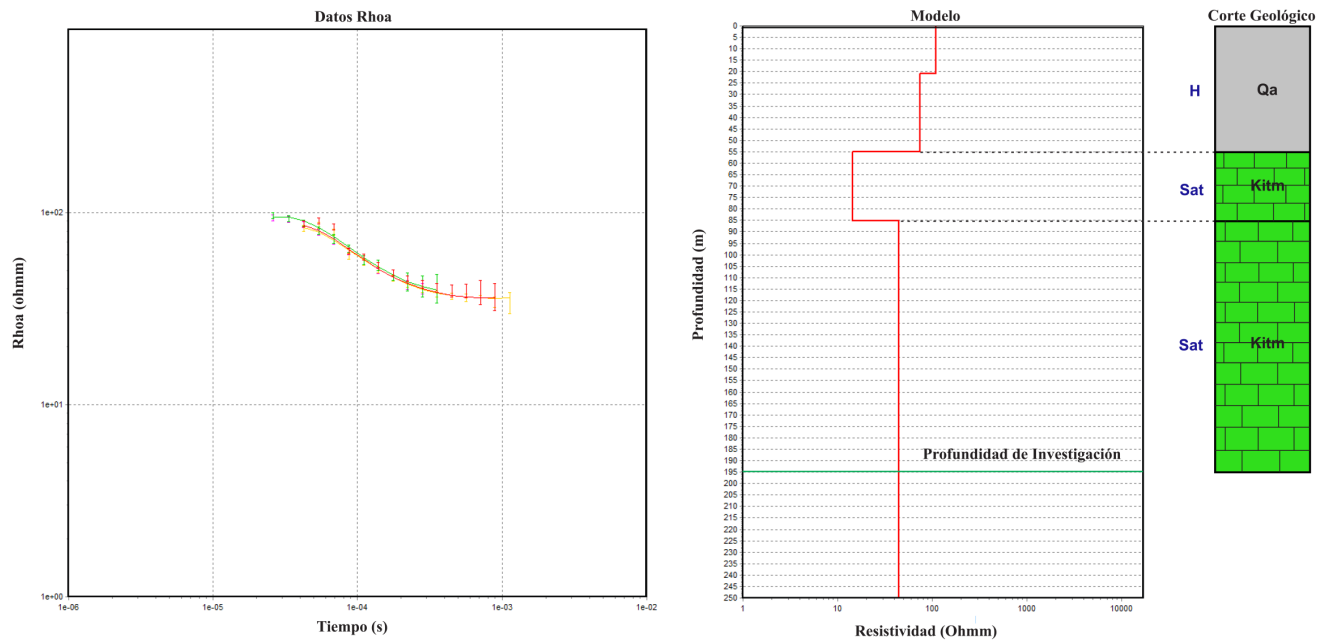 Datos Rhoa
1e+02
1e+01
1e+00
1e-06
1e-05
1e-04
1e-03
1e-02
Rhoa (ohmm)
Tiempo (s)
Modelo
0
5
10
15
20
25
30
35
40
45
50
55
60
65
70
75
80
85
90
95
100
105
110
115
120
125
130
135
140
145
150
155
160
165
170
175
180
185
190
195
200
205
210
215
220
225
230
235
240
245
250
1
10
100
1000
10000
Profundidad (m)
Resistividad (Ohmm)
Profundidad de Investigación
Corte Geológico
H
Qa
Sat
Kitm
Sat
Kitm